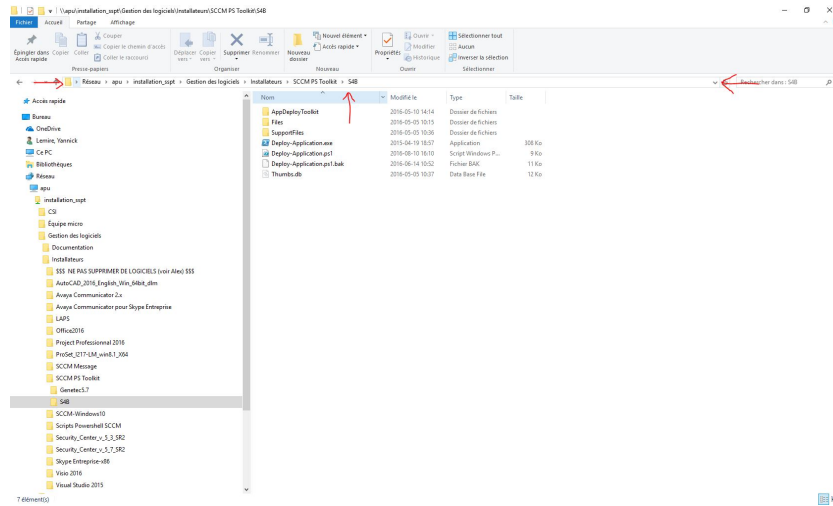 \\apu\installation_sspt\Gestion des logiciels\Installateurs\SCCM PS Toolkit\S4B
Fichier Accueil Partage Affichage
Épingler dans Accès rapide
Copier
Coller
Couper
Copier le chemin d'accès
Coller le raccourci
Déplacer vers
Copier vers
Supprimer
Renommer
Nouveau dossier
Nouvel élément
Accès rapide
Propriétés
Ouvrir
Modifier
Historique
Sélectionner tout
Aucun
Inverser la sélection
Presse-papiers Organiser Nouveau Ouvrir Sélectionner
Réseau > apu > installation_sspt > Gestion des logiciels > Installateurs > SCCM PS Toolkit > S4B
Rechercher dans : S4B
Accès rapide
Bureau
OneDrive
Lemire, Yannick
Ce PC
Bibliothèques
Réseau
apu
installation_sspt
CSI
Équipe micro
Gestion des logiciels
Documentation
Installateurs
$$$ NE PAS SUPPRIMER DE LOGICIELS (voir Alex) $$$
AutoCAD_2016_English_Win_64bit_dlm
Avaya Communicator 2.x
Avaya Communicator pour Skype Entreprise
LAPS
Office2016
Project Professionnal 2016
ProSet_I217-LM_win8.1_X64
SCCM Message
SCCM PS Toolkit
Genetec5.7
S4B
SCCM-Windows10
Scripts Powershell SCCM
Security_Center_v_5_3_SR2
Security_Center_v_5_7_SR2
Skype Entreprise-x86
Visio 2016
Visual Studio 2015
Nom Modifié le Type Taille
AppDeployToolkit 2016-05-10 14:14 Dossier de fichiers
Files 2016-05-05 10:15 Dossier de fichiers
SupportFiles 2016-05-05 10:36 Dossier de fichiers
Deploy-Application.exe 2015-04-19 18:57 Application 308 Ko
Deploy-Application.ps1 2016-08-10 16:10 Script Windows P... 9 Ko
Deploy-Application.ps1.bak 2016-06-14 10:52 Fichier BAK 11 Ko
Thumbs.db 2016-05-05 10:37 Data Base File 12 Ko
7 élément(s)